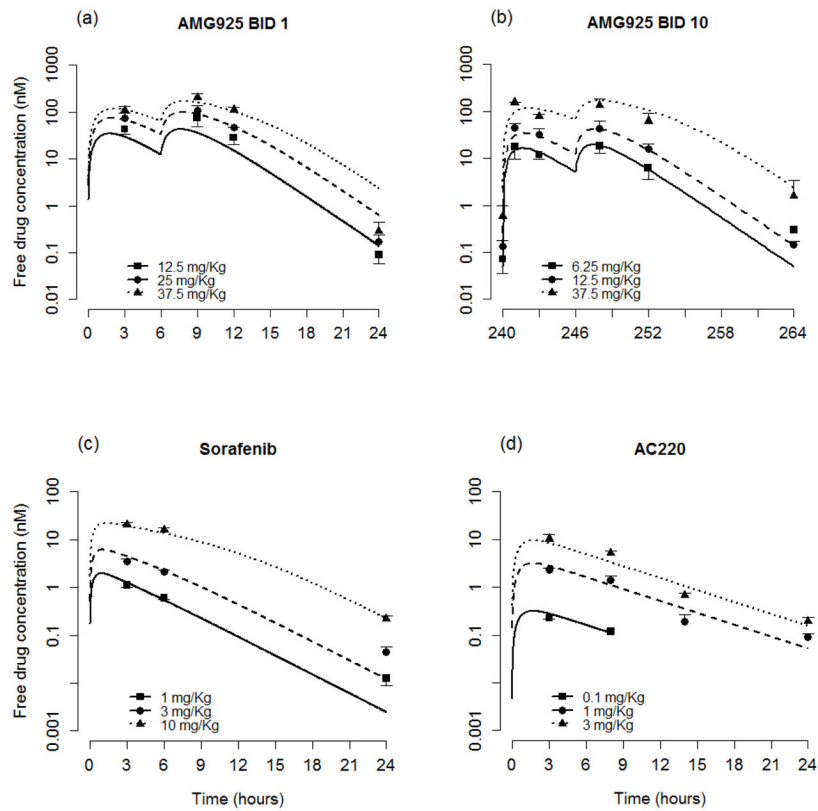 (a)
AMG925 BID 1
Free drug concentration (nM)
1000
100
10
1
0.1
0.01
12.5 mg/Kg
25 mg/Kg
37.5 mg/Kg
0 3 6 9 12 15 18 21 24
(b)
AMG925 BID 10
1000
100
10
1
0.1
0.01
6.25 mg/Kg
12.5 mg/Kg
37.5 mg/Kg
240 246 252 258 264
(c)
Sorafenib
Free drug concentration (nM)
100
10
1
0.1
0.001
1 mg/Kg
3 mg/Kg
10 mg/Kg
0 3 6 9 12 15 18 21 24
Time (hours)
(d)
AC220
100
10
1
0.1
0.001
0.1 mg/Kg
1 mg/Kg
3 mg/Kg
0 3 6 9 12 15 18 21 24
Time (hours)